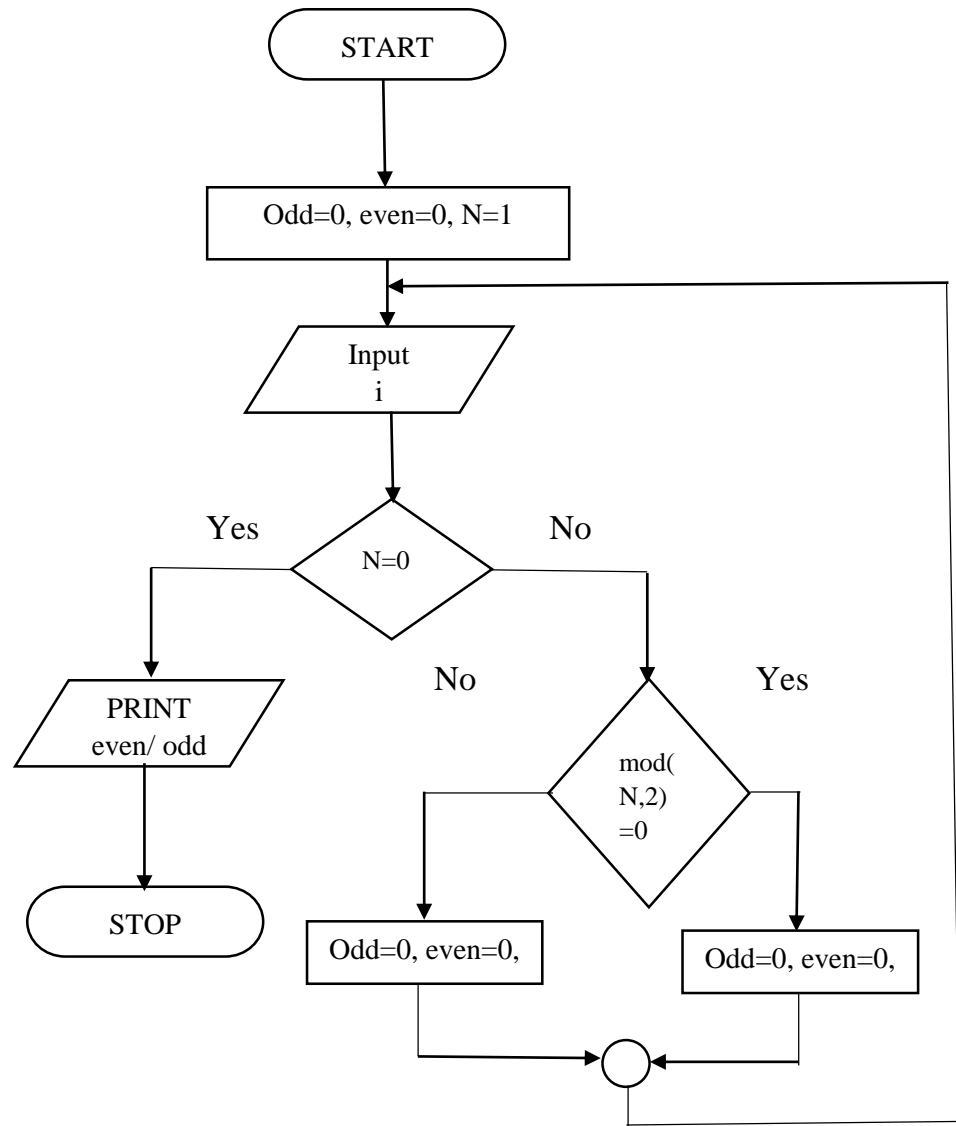 START
Odd=0, even=0, N=1
Input
i
Yes
No
N=0
No
Yes
PRINT
even/ odd
mod(
N,2)
=0
STOP
Odd=0, even=0,
Odd=0, even=0,